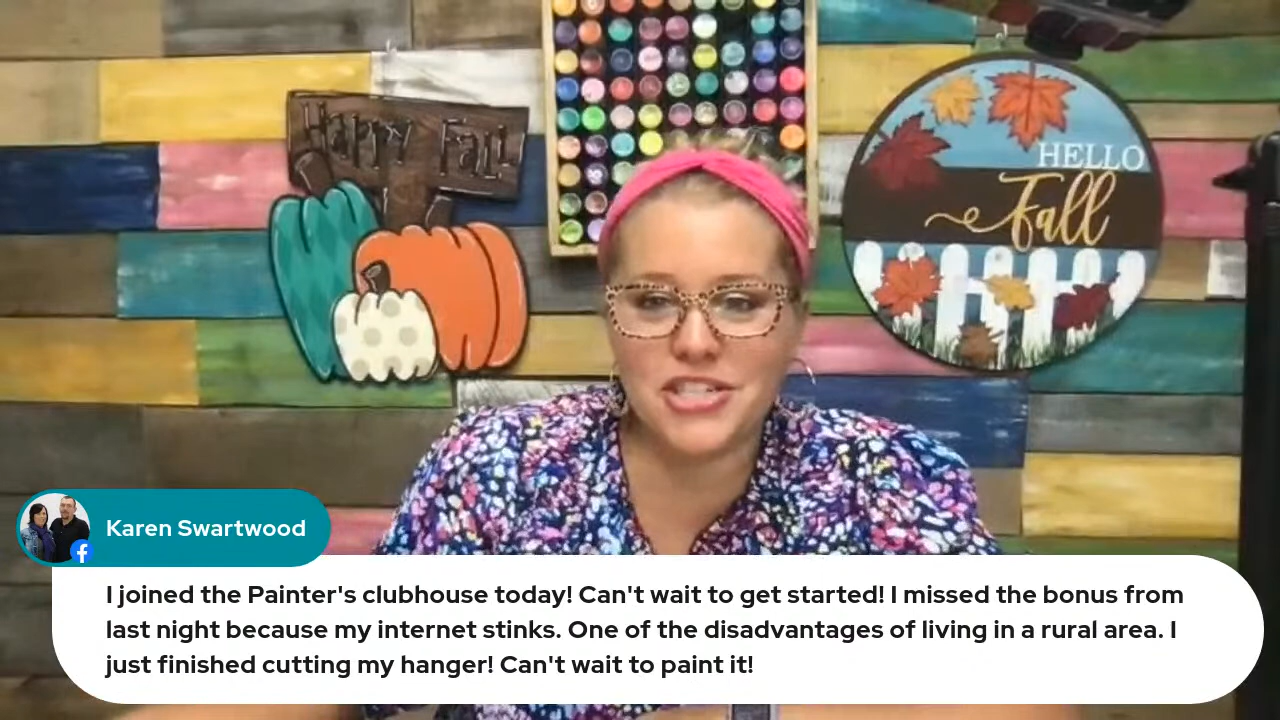 Happy Fall
HELLO
Fall
Karen Swartwood
I joined the Painter's clubhouse today! Can't wait to get started! I missed the bonus from
last night because my internet stinks. One of the disadvantages of living in a rural area. I
just finished cutting my hanger! Can't wait to paint it!